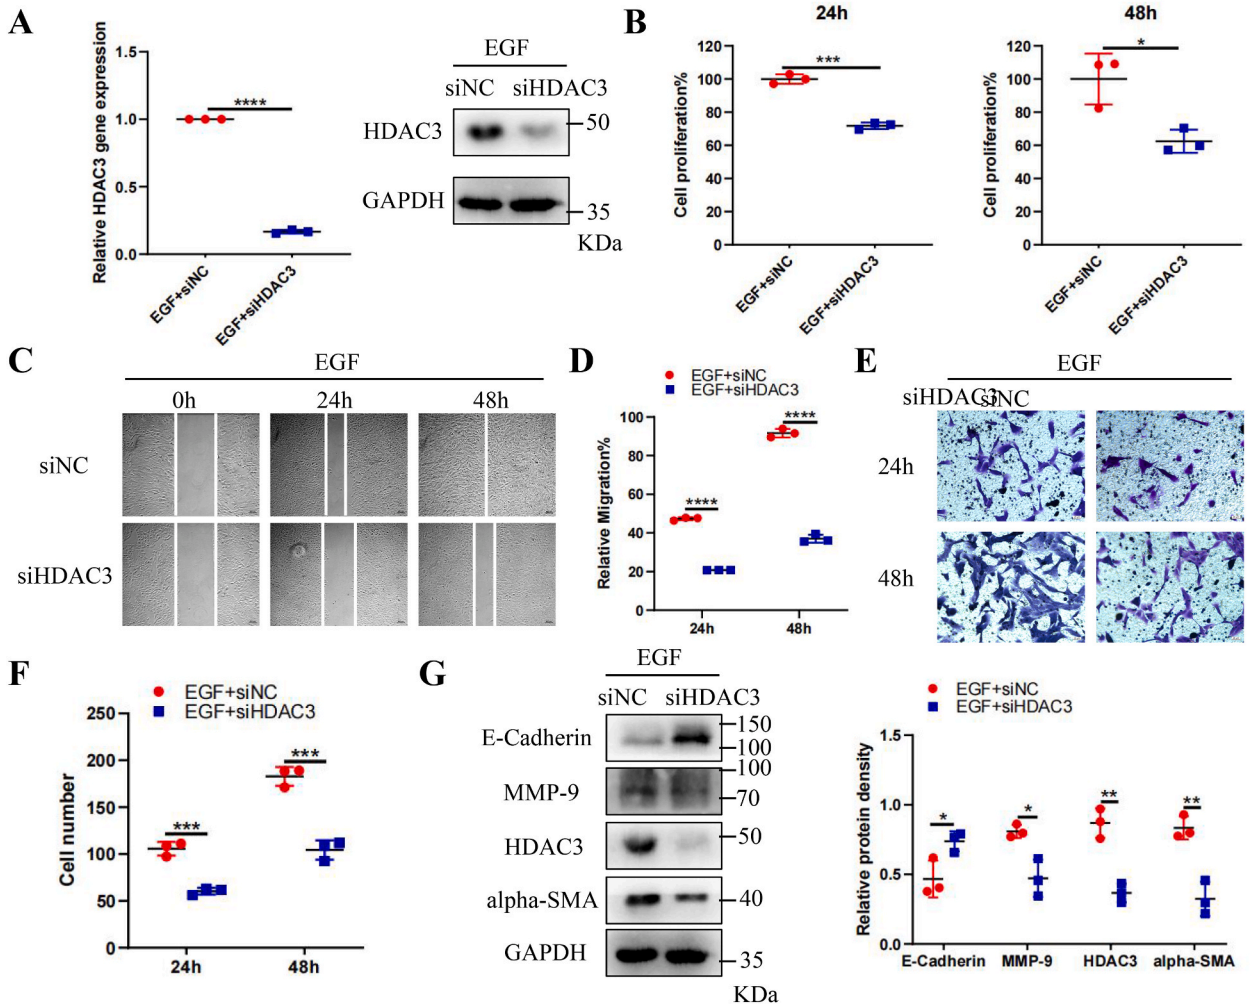 A
Relative HDAC3 gene expression
1.5
1.0
0.5
0.0
****
EGF+siNC
EGF+siHDAC3
EGF
siNC siHDAC3
HDAC3
50
GAPDH
35
KDa
B
24h
Cell proliferation%
120
100
80
60
40
20
0
***
EGF+siNC
EGF+siHDAC3
48h
Cell proliferation%
120
100
80
60
40
20
0
*
EGF+siNC
EGF+siHDAC3
C
EGF
0h 24h 48h
siNC
siHDAC3
D
EGF+siNC
EGF+siHDAC3
Relative Migration%
100
80
60
40
20
0
****
****
24h 48h
E
EGF
siHDAC3
siNC
24h
48h
F
EGF+siNC
EGF+siHDAC3
Cell number
250
200
150
100
50
0
***
***
24h 48h
G
EGF
siNC siHDAC3
E-Cadherin
150
100
MMP-9
100
70
HDAC3
50
alpha-SMA
40
GAPDH
35
KDa
EGF+siNC
EGF+siHDAC3
Relative protein density
1.5
1.0
0.5
0.0
* * ** **
E-Cadherin MMP-9 HDAC3 alpha-SMA